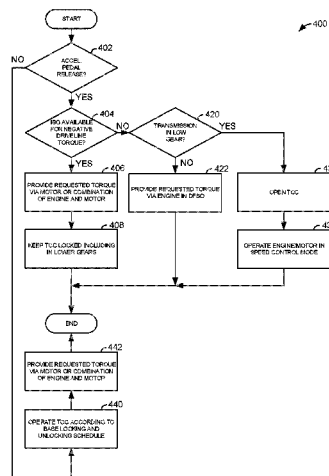 START
400
402
ACCEL.
PEDAL
RELEASE?
NO
YES
404
ISG AVAILABLE
FOR NEGATIVE
DRIVELINE
TORQUE?
NO
420
TRANSMISSION
IN LOW
GEAR?
YES
YES
NO
406
PROVIDE REQUESTED TORQUE
VIA MOTOR OR COMBINATION
OF ENGINE AND MOTOR
422
PROVIDE REQUESTED TORQUE
VIA ENGINE IN DFSO
OPEN TCC
408
KEEP TCC LOCKED INCLUDING
IN LOWER GEARS
OPERATE ENGINE/MOTOR IN
SPEED CONTROL MODE
END
442
PROVIDE REQUESTED TORQUE
VIA MOTOR OR COMBINATION
OF ENGINE AND MOTOR
440
OPERATE TCC ACCORDING TO
BASE LOCKING AND
UNLOCKING SCHEDULE